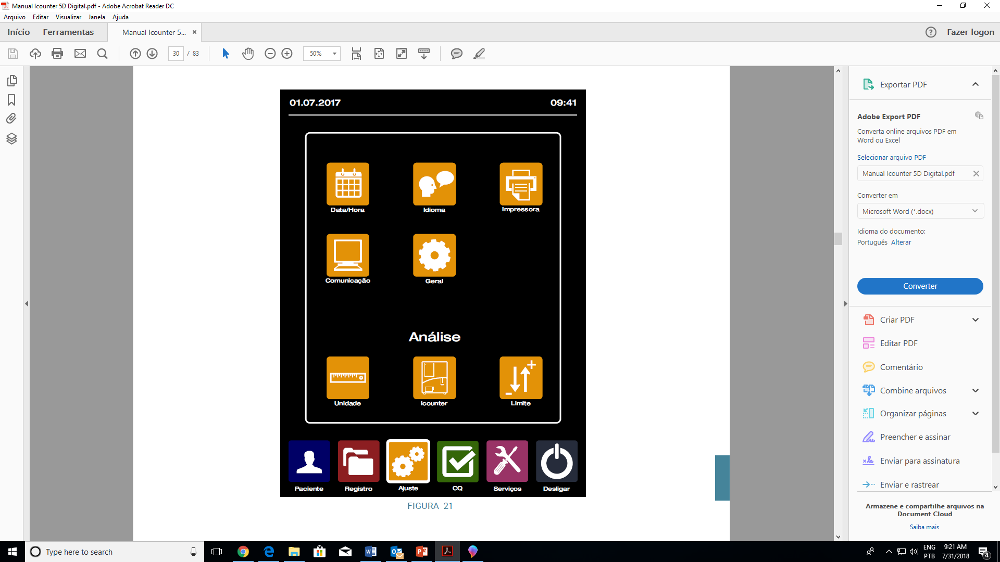 Manual Icounter 5D Digital.pdf - Adobe Acrobat Reader DC
Arquivo Editar Visualizar Janela Ajuda
Início Ferramentas Manual Icounter 5... Fazer logon
30 / 83 50%
01.07.2017 09:41
Data/Hora Idioma Impressora
Comunicação Geral
Análise
Unidade Icounter Limite
Paciente Registro Ajuste CQ Serviços Desligar
FIGURA 21
Exportar PDF
Adobe Export PDF
Converta online arquivos PDF em
Word ou Excel
Selecionar arquivo PDF
Manual Icounter 5D Digital.pdf
Converter em
Microsoft Word (*.docx)
Idioma do documento:
Português Alterar
Converter
Criar PDF
Editar PDF
Comentário
Combine arquivos
Organizar páginas
Preencher e assinar
Enviar para assinatura
Enviar e rastrear
Armazene e compartilhe arquivos na
Document Cloud
Saiba mais
Type here to search
ENG 9:21 AM
PTB 7/31/2018 4